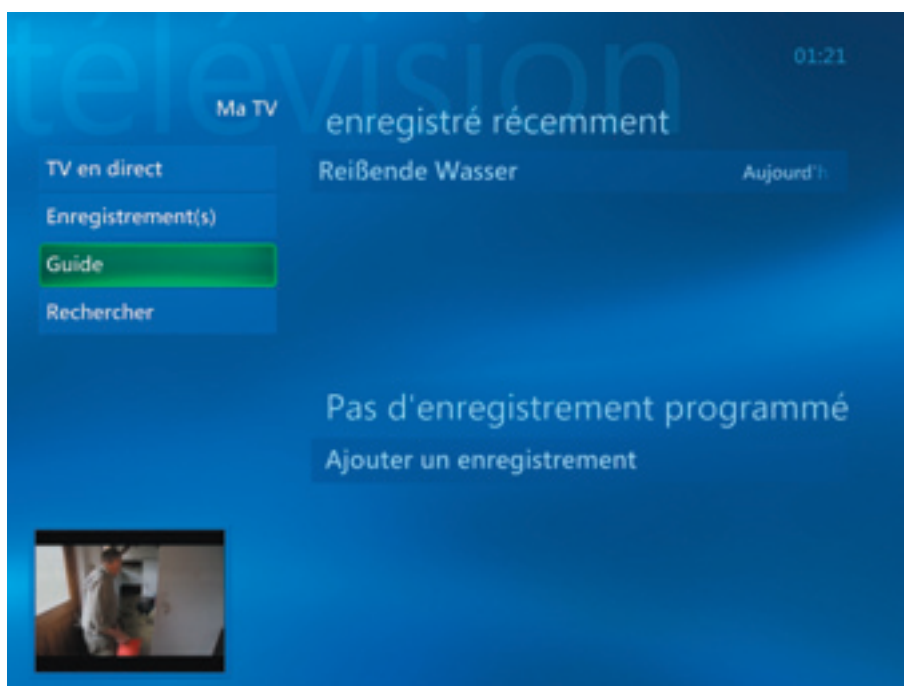 télévision
01:21
Ma TV
enregistré récemment
TV en direct
Reißende Wasser
Aujourd'h
Enregistrement(s)
Guide
Rechercher
Pas d'enregistrement programmé
Ajouter un enregistrement